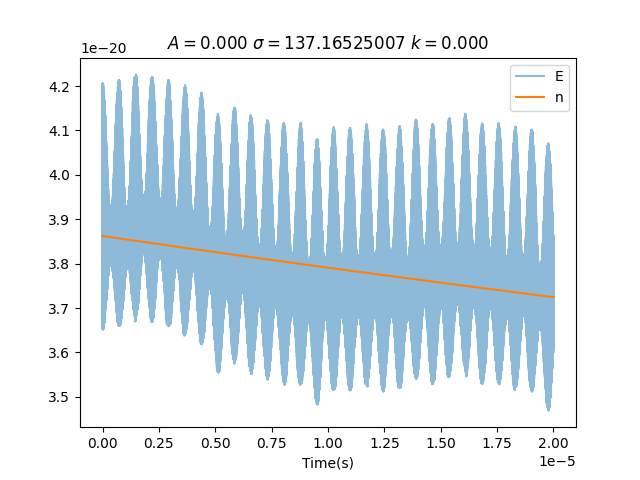 A = 0.000 σ = 137.16525007 k = 0.000
1e−20
E
n
4.2
4.1
4.0
3.9
3.8
3.7
3.6
3.5
0.00 0.25 0.50 0.75 1.00 1.25 1.50 1.75 2.00
1e−5
Time(s)